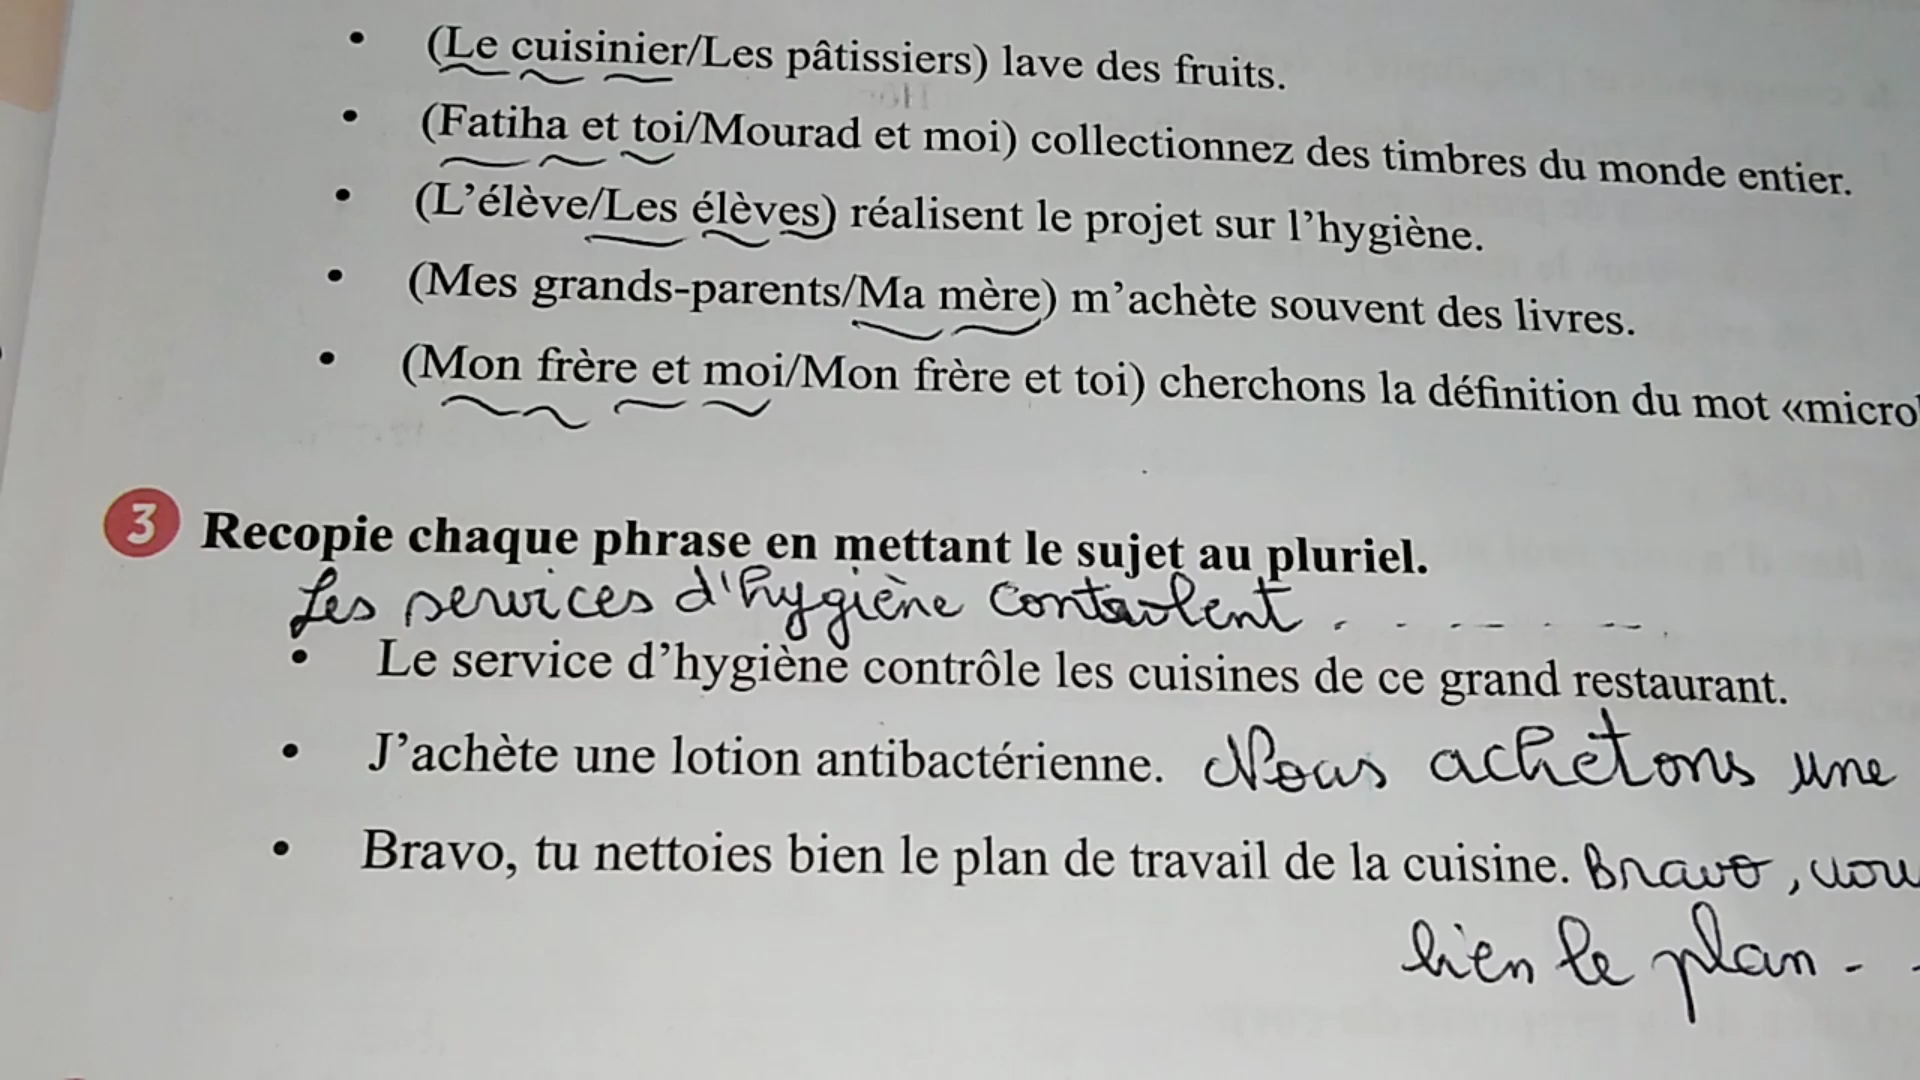 • (Le cuisinier/Les pâtissiers) lave des fruits.
• (Fatiha et toi/Mourad et moi) collectionnez des timbres du monde entier.
• (L'élève/Les élèves) réalisent le projet sur l'hygiène.
• (Mes grands-parents/Ma mère) m'achète souvent des livres.
• (Mon frère et moi/Mon frère et toi) cherchons la définition du mot «micro
3 Recopie chaque phrase en mettant le sujet au pluriel.
Les services d'hygiène
• Le service d'hygiène contrôle les cuisines de ce grand restaurant.
• J'achète une lotion antibactérienne. Nous achetons une
• Bravo, tu nettoies bien le plan de travail de la cuisine. Bravo, vou
bien le plan - -